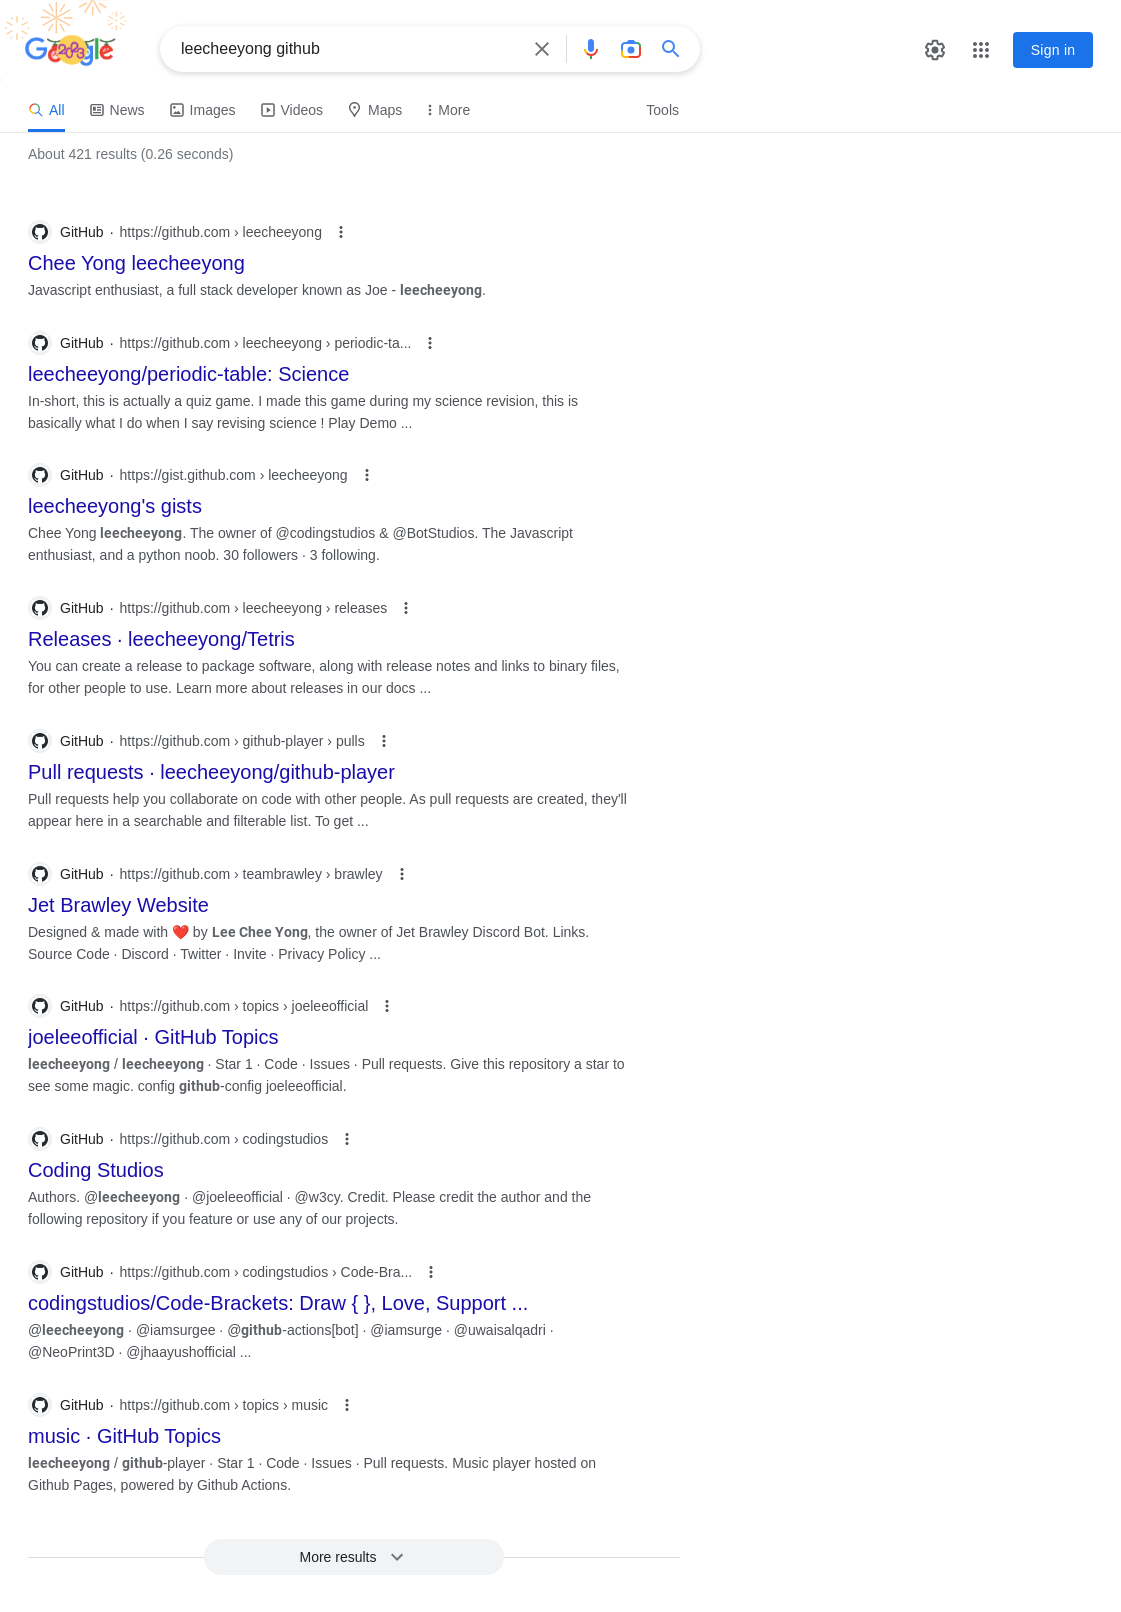 Google
leecheeyong github
Sign in
All News Images Videos Maps More Tools
About 421 results (0.26 seconds)
GitHub · https://github.com › leecheeyong
Chee Yong leecheeyong
Javascript enthusiast, a full stack developer known as Joe - leecheeyong.
GitHub · https://github.com › leecheeyong › periodic-ta...
leecheeyong/periodic-table: Science
In-short, this is actually a quiz game. I made this game during my science revision, this is
basically what I do when I say revising science ! Play Demo ...
GitHub · https://gist.github.com › leecheeyong
leecheeyong's gists
Chee Yong leecheeyong. The owner of @codingstudios & @BotStudios. The Javascript
enthusiast, and a python noob. 30 followers · 3 following.
GitHub · https://github.com › leecheeyong › releases
Releases · leecheeyong/Tetris
You can create a release to package software, along with release notes and links to binary files,
for other people to use. Learn more about releases in our docs ...
GitHub · https://github.com › github-player › pulls
Pull requests · leecheeyong/github-player
Pull requests help you collaborate on code with other people. As pull requests are created, they'll
appear here in a searchable and filterable list. To get ...
GitHub · https://github.com › teambrawley › brawley
Jet Brawley Website
Designed & made with ❤️ by Lee Chee Yong, the owner of Jet Brawley Discord Bot. Links.
Source Code · Discord · Twitter · Invite · Privacy Policy ...
GitHub · https://github.com › topics › joeleeofficial
joeleeofficial · GitHub Topics
leecheeyong / leecheeyong · Star 1 · Code · Issues · Pull requests. Give this repository a star to
see some magic. config github-config joeleeofficial.
GitHub · https://github.com › codingstudios
Coding Studios
Authors. @leecheeyong · @joeleeofficial · @w3cy. Credit. Please credit the author and the
following repository if you feature or use any of our projects.
GitHub · https://github.com › codingstudios › Code-Bra...
codingstudios/Code-Brackets: Draw { }, Love, Support ...
@leecheeyong · @iamsurgee · @github-actions[bot] · @iamsurge · @uwaisalqadri ·
@NeoPrint3D · @jhaayushofficial ...
GitHub · https://github.com › topics › music
music · GitHub Topics
leecheeyong / github-player · Star 1 · Code · Issues · Pull requests. Music player hosted on
Github Pages, powered by Github Actions.
More results